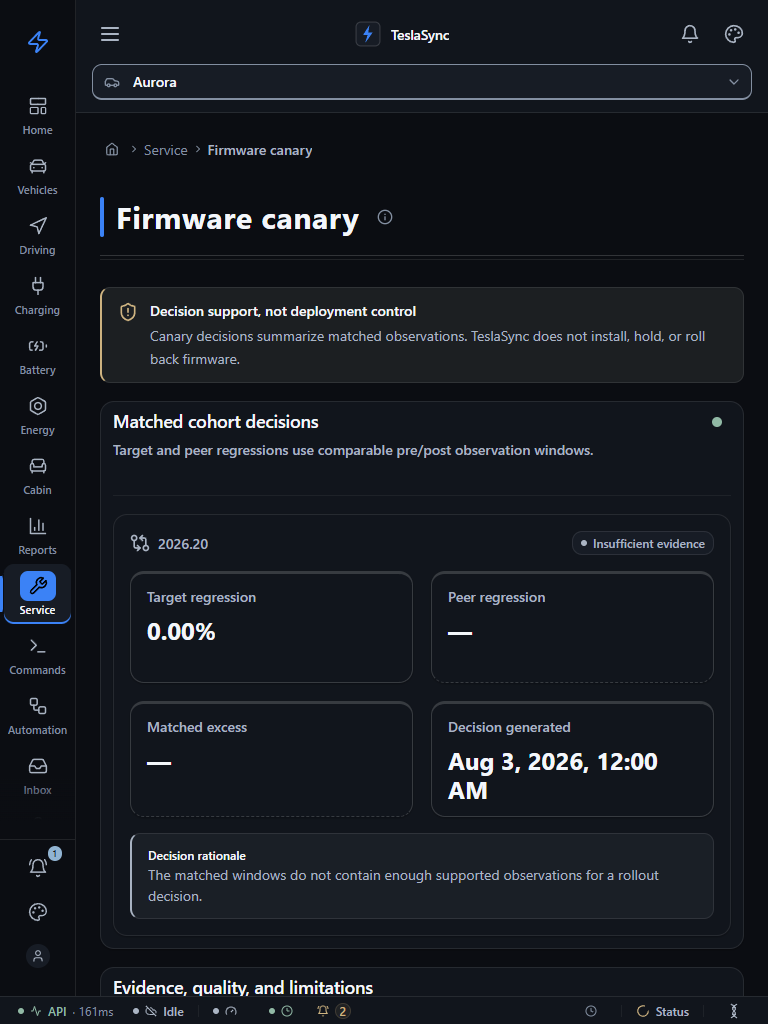 TeslaSync
Aurora
Home
Vehicles
Driving
Charging
Battery
Energy
Cabin
Reports
Service
Commands
Automation
Inbox
1
Service
Firmware canary
Firmware canary
Decision support, not deployment control
Canary decisions summarize matched observations. TeslaSync does not install, hold, or roll
back firmware.
Matched cohort decisions
Target and peer regressions use comparable pre/post observation windows.
2026.20
Insufficient evidence
Target regression
0.00%
Peer regression
—
Matched excess
—
Decision generated
Aug 3, 2026, 12:00
AM
Decision rationale
The matched windows do not contain enough supported observations for a rollout
decision.
Evidence, quality, and limitations
API · 161ms
Idle
2
Status